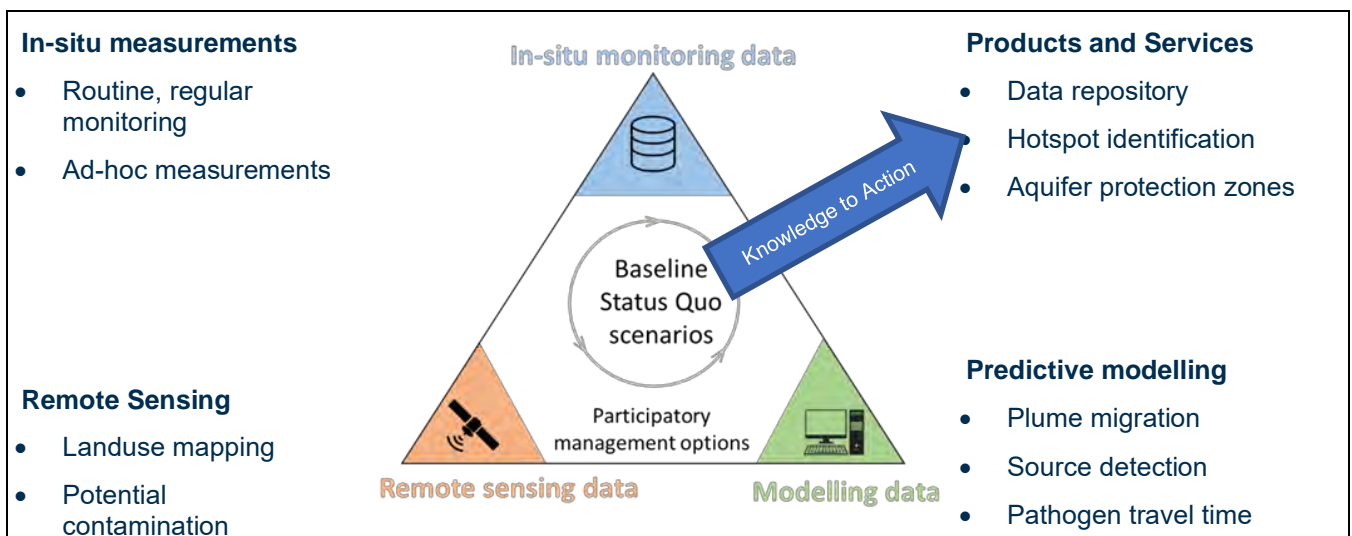 In-situ measurements
• Routine, regular
monitoring
• Ad-hoc measurements
In-situ monitoring data
Products and Services
• Data repository
• Hotspot identification
• Aquifer protection zones
Knowledge to Action
Baseline
Status Quo
scenarios
Participatory
management options
Remote Sensing
• Landuse mapping
• Potential
contamination
Remote sensing data
Modelling data
Predictive modelling
• Plume migration
• Source detection
• Pathogen travel time